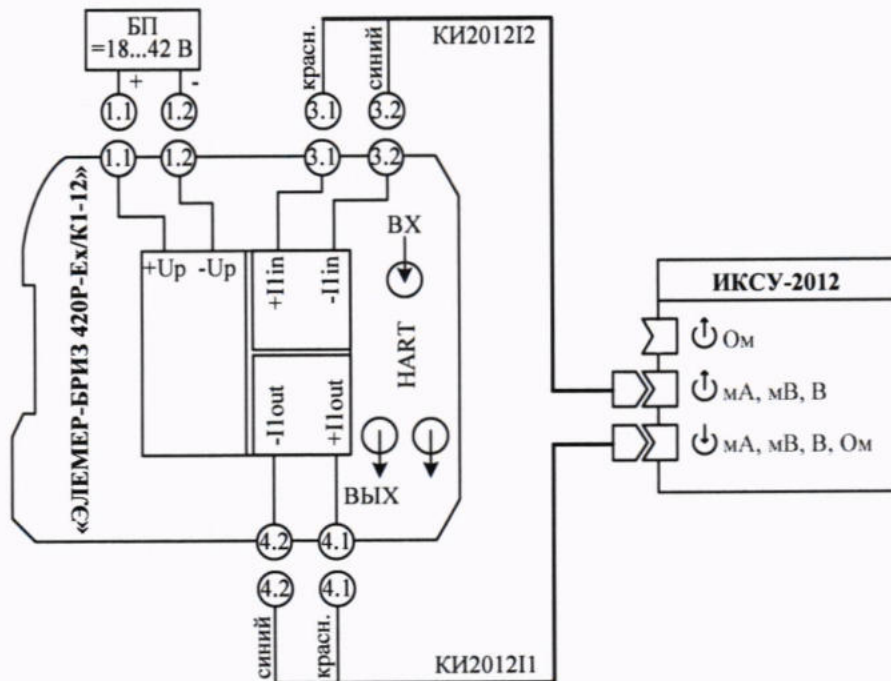 БП
=18...42 В
+
-
1.1
1.2
красн.
синий
КИ2012I2
3.1
3.2
1.1
1.2
3.1
3.2
«ЭЛЕМЕР-БРИЗ 420Р-Ех/К1-12»
+Up
-Up
+I1in
-I1in
ВХ
HART
-I1out
+I1out
ВЫХ
ИКСУ-2012
Ом
мА, мВ, В
мА, мВ, В, Ом
4.2
4.1
4.2
4.1
синий
красн.
КИ2012I1